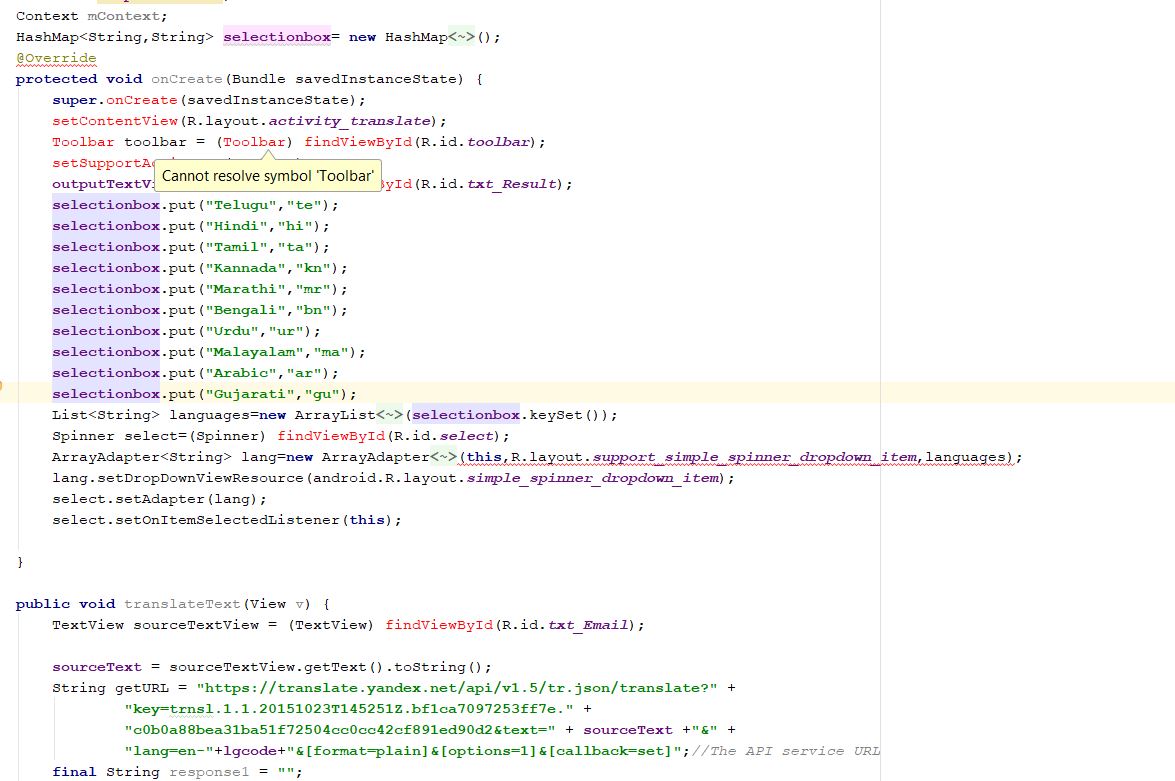 Context mContext;
HashMap<String,String> selectionbox= new HashMap<~>();
@Override
protected void onCreate(Bundle savedInstanceState) {
super.onCreate(savedInstanceState);
setContentView(R.layout.activity_translate);
Toolbar toolbar = (Toolbar) findViewById(R.id.toolbar);
setSupportAc
Cannot resolve symbol 'Toolbar'
outputTextVi yId(R.id.txt_Result);
selectionbox.put("Telugu","te");
selectionbox.put("Hindi","hi");
selectionbox.put("Tamil","ta");
selectionbox.put("Kannada","kn");
selectionbox.put("Marathi","mr");
selectionbox.put("Bengali","bn");
selectionbox.put("Urdu","ur");
selectionbox.put("Malayalam","ma");
selectionbox.put("Arabic","ar");
selectionbox.put("Gujarati","gu");
List<String> languages=new ArrayList<~>(selectionbox.keySet());
Spinner select=(Spinner) findViewById(R.id.select);
ArrayAdapter<String> lang=new ArrayAdapter<~>(this,R.layout.support_simple_spinner_dropdown_item,languages);
lang.setDropDownViewResource(android.R.layout.simple_spinner_dropdown_item);
select.setAdapter(lang);
select.setOnItemSelectedListener(this);
}
public void translateText(View v) {
TextView sourceTextView = (TextView) findViewById(R.id.txt_Email);
sourceText = sourceTextView.getText().toString();
String getURL = "https://translate.yandex.net/api/v1.5/tr.json/translate?" +
"key=trnsl.1.1.20151023T145251Z.bf1ca7097253ff7e." +
"c0b0a88bea31ba51f72504cc0cc42cf891ed90d2&text=" + sourceText +"&" +
"lang=en-"+lgcode+"&[format=plain]&[options=1]&[callback=set]";//The API service URL
final String response1 = "";